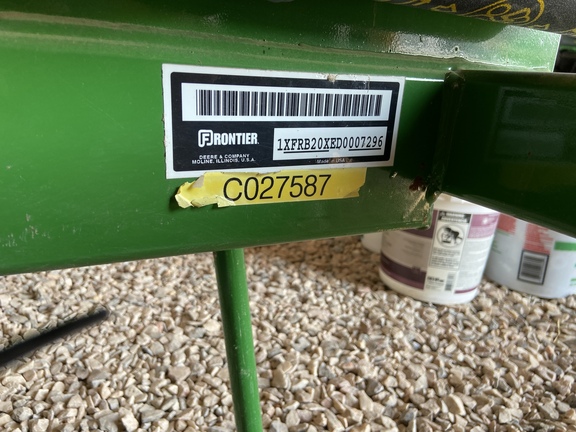 FRONTIER
DEERE & COMPANY
MOLINE, ILLINOIS, U.S.A.
1XFRB20XED0007296
C027587